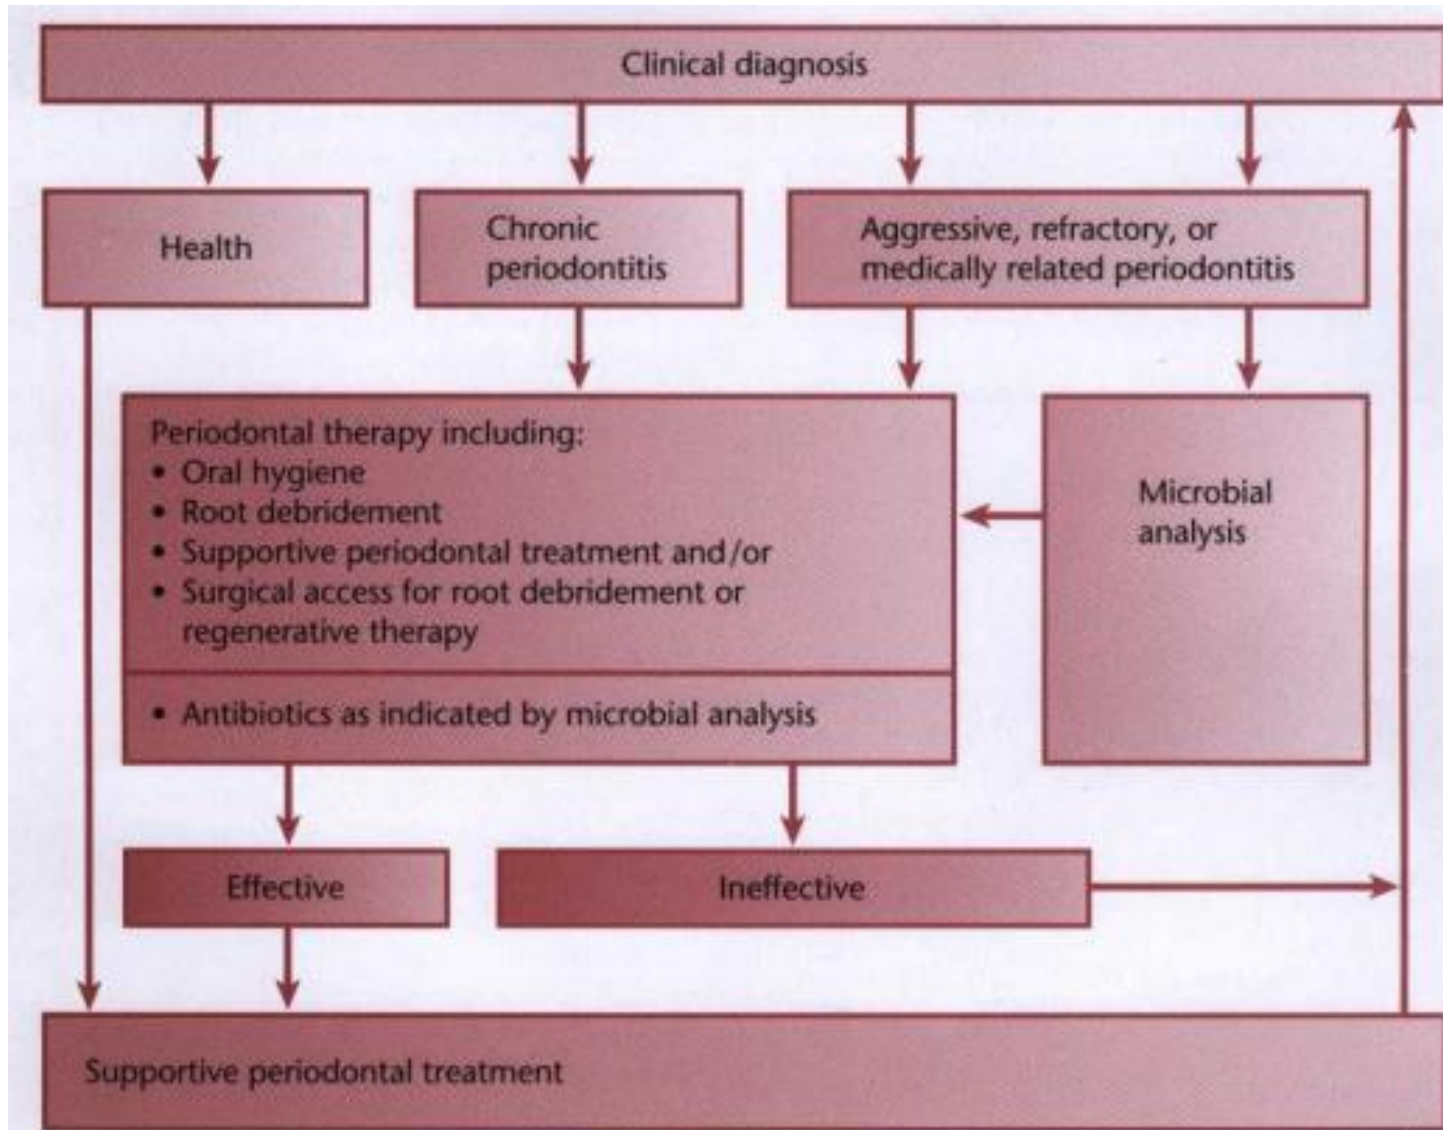 Clinical diagnosis
Health
Chronic
periodontitis
Aggressive, refractory, or
medically related periodontitis
Periodontal therapy including:
• Oral hygiene
• Root debridement
• Supportive periodontal treatment and/or
• Surgical access for root debridement or
regenerative therapy
• Antibiotics as indicated by microbial analysis
Microbial
analysis
Effective
Ineffective
Supportive periodontal treatment